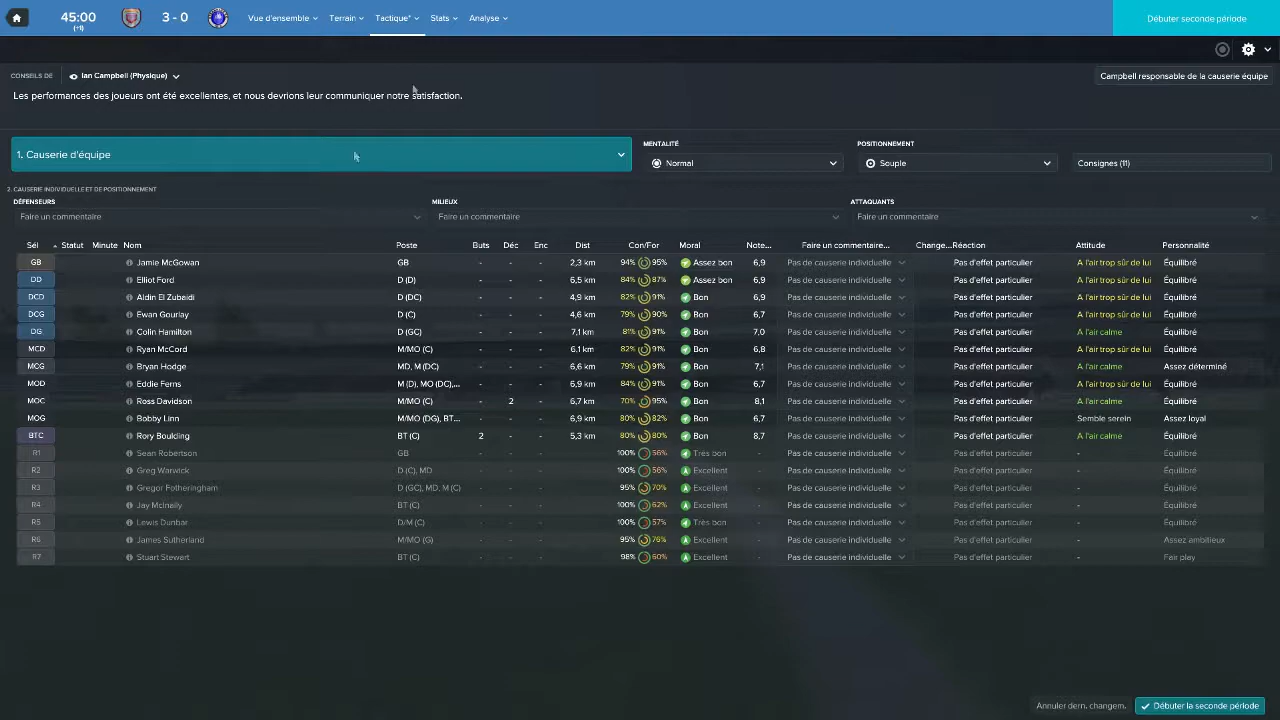 45:00 3 - 0 Vue d'ensemble Terrain Tactique* Stats Analyse Débuter seconde période
(+1)
CONSEILS DE Ian Campbell (Physique) Campbell responsable de la causerie équipe
Les performances des joueurs ont été excellentes, et nous devrions leur communiquer notre satisfaction.
MENTALITÉ POSITIONNEMENT
1. Causerie d'équipe Normal Souple Consignes (11)
2. CAUSERIE INDIVIDUELLE ET DE POSITIONNEMENT
DÉFENSEURS MILIEUX ATTAQUANTS
Faire un commentaire Faire un commentaire Faire un commentaire
Sél Statut Minute Nom Poste Buts Déc Enc Dist Con/For Moral Note... Faire un commentaire... Change... Réaction Attitude Personnalité
GB Jamie McGowan GB - - - 2,3 km 94% 95% Assez bon 6,9 Pas de causerie individuelle Pas d'effet particulier A l'air trop sûr de lui Équilibré
DD Elliot Ford D (D) - - - 6,5 km 84% 87% Assez bon 6,9 Pas de causerie individuelle Pas d'effet particulier A l'air trop sûr de lui Équilibré
DCD Aldin El Zubaidi D (DC) - - - 4,9 km 82% 91% Bon 6,9 Pas de causerie individuelle Pas d'effet particulier A l'air trop sûr de lui Équilibré
DCG Ewan Gourlay D (C) - - - 4,6 km 79% 90% Bon 6,7 Pas de causerie individuelle Pas d'effet particulier A l'air trop sûr de lui Équilibré
DG Colin Hamilton D (GC) - - - 7,1 km 81% 91% Bon 7,0 Pas de causerie individuelle Pas d'effet particulier A l'air calme Équilibré
MCD Ryan McCord M/MO (C) - - - 6,1 km 82% 91% Bon 6,8 Pas de causerie individuelle Pas d'effet particulier A l'air trop sûr de lui Équilibré
MCG Bryan Hodge MD, M (DC) - - - 6,6 km 79% 91% Bon 7,1 Pas de causerie individuelle Pas d'effet particulier A l'air calme Assez déterminé
MOD Eddie Ferns M (D), MO (DC),... - - - 6,9 km 84% 91% Bon 6,7 Pas de causerie individuelle Pas d'effet particulier A l'air trop sûr de lui Équilibré
MOC Ross Davidson M/MO (C) - 2 - 6,7 km 70% 95% Bon 8,1 Pas de causerie individuelle Pas d'effet particulier A l'air calme Équilibré
MOG Bobby Linn M/MO (DG), BT... - - - 6,9 km 80% 82% Bon 6,7 Pas de causerie individuelle Pas d'effet particulier Semble serein Assez loyal
BTC Rory Boulding BT (C) 2 - - 5,3 km 80% 80% Bon 8,7 Pas de causerie individuelle Pas d'effet particulier A l'air calme Équilibré
R1 Sean Robertson GB 100% 56% Très bon - Pas de causerie individuelle Pas d'effet particulier - Équilibré
R2 Greg Warwick D (C), MD 100% 56% Excellent - Pas de causerie individuelle Pas d'effet particulier - Équilibré
R3 Gregor Fotheringham D (GC), MD, M (C) 95% 70% Excellent - Pas de causerie individuelle Pas d'effet particulier - Équilibré
R4 Jay McInally BT (C) 100% 62% Excellent - Pas de causerie individuelle Pas d'effet particulier - Équilibré
R5 Lewis Dunbar D/M (C) 100% 57% Très bon - Pas de causerie individuelle Pas d'effet particulier - Équilibré
R6 James Sutherland M/MO (G) 95% 76% Excellent - Pas de causerie individuelle Pas d'effet particulier - Assez ambitieux
R7 Stuart Stewart BT (C) 98% 60% Excellent - Pas de causerie individuelle Pas d'effet particulier - Fair play
Annuler dern. changem. Débuter la seconde période